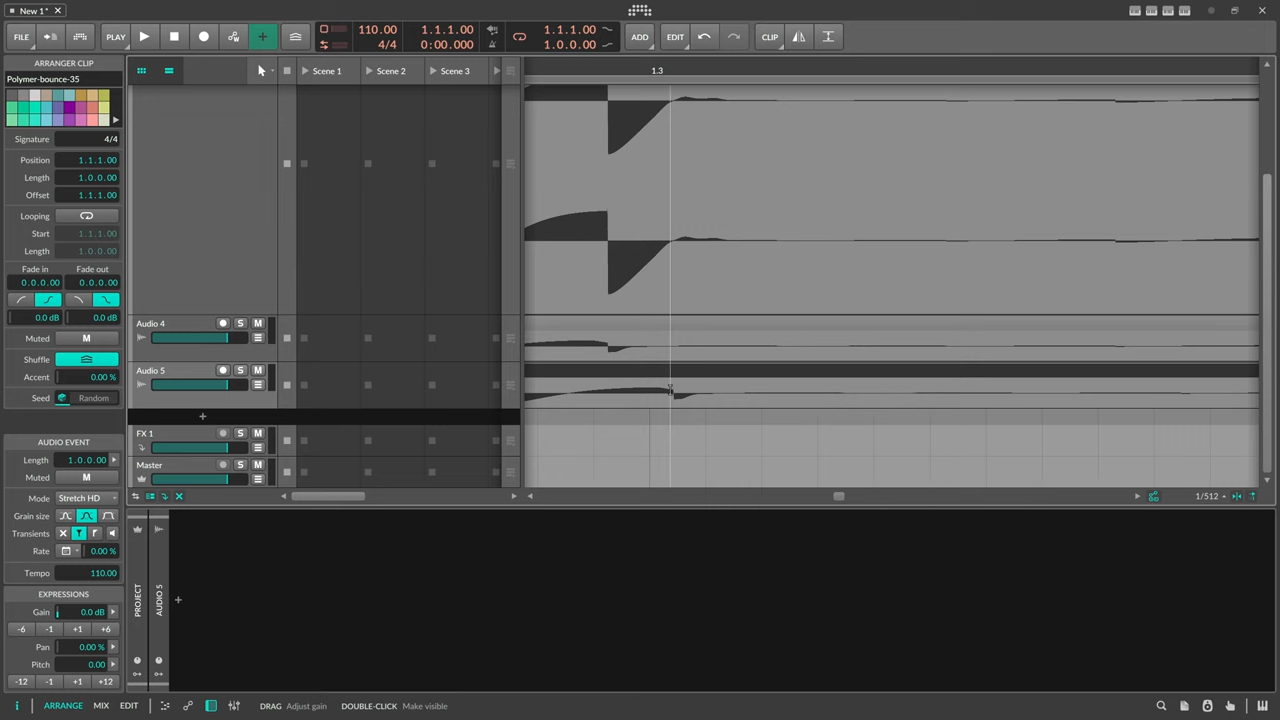 New 1*
FILE
PLAY
110.00
4/4
1.1.1.00
0:00.000
1.1.1.00
1.0.0.00
ADD
EDIT
CLIP
ARRANGER CLIP
Polymer-bounce-35
Signature 4/4
Position 1.1.1.00
Length 1.0.0.00
Offset 1.1.1.00
Looping
Start 1.1.1.00
Length 1.0.0.00
Fade in Fade out
0.0.0.00 0.0.0.00
0.0 dB 0.0 dB
Muted M
Shuffle
Accent 0.00 %
Seed Random
AUDIO EVENT
Length 1.0.0.00
Muted M
Mode Stretch HD
Grain size
Transients
Rate 0.00 %
Tempo 110.00
EXPRESSIONS
Gain 0.0 dB
-6 -1 +1 +6
Pan 0.00 %
Pitch 0.00
-12 -1 +1 +12
Scene 1 Scene 2 Scene 3
1.3
Audio 4 S M
Audio 5 S M
+
FX 1 S M
Master S M
1/512
PROJECT
AUDIO 5
+
i ARRANGE MIX EDIT
DRAG Adjust gain DOUBLE-CLICK Make visible